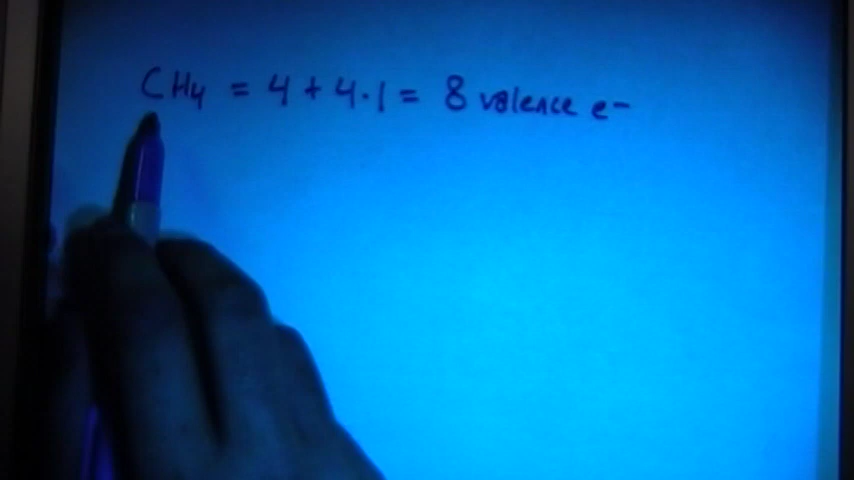 CH4 = 4 + 4·1 = 8 valence e-